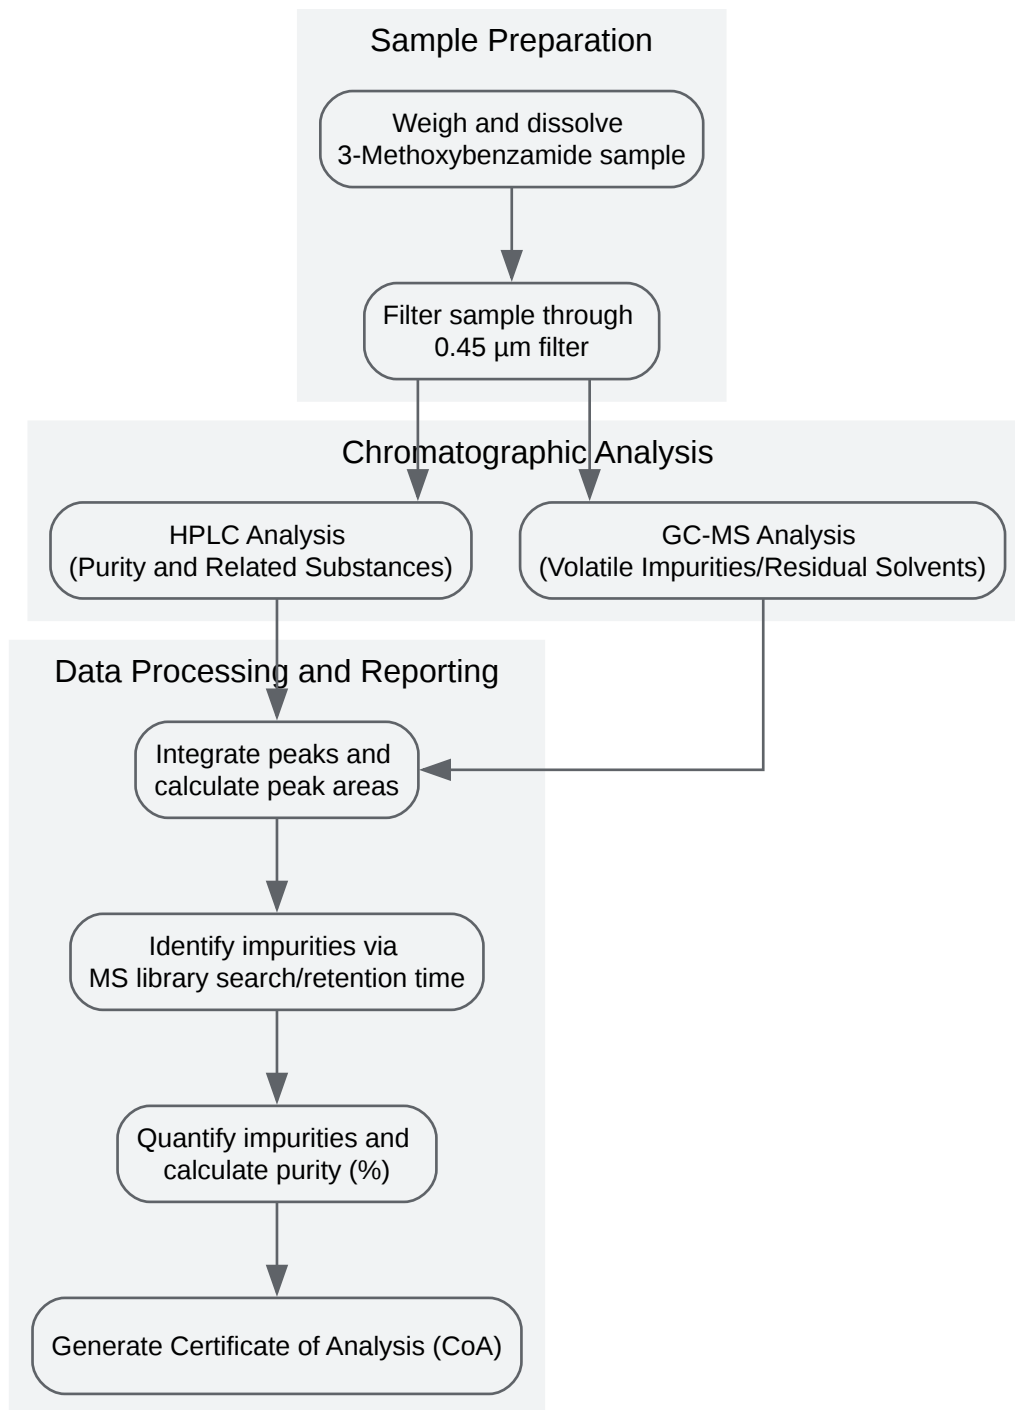 Sample Preparation
Weigh and dissolve
3-Methoxybenzamide sample
Filter sample through
0.45 µm filter
Chromatographic Analysis
HPLC Analysis
(Purity and Related Substances)
GC-MS Analysis
(Volatile Impurities/Residual Solvents)
Data Processing and Reporting
Integrate peaks and
calculate peak areas
Identify impurities via
MS library search/retention time
Quantify impurities and
calculate purity (%)
Generate Certificate of Analysis (CoA)